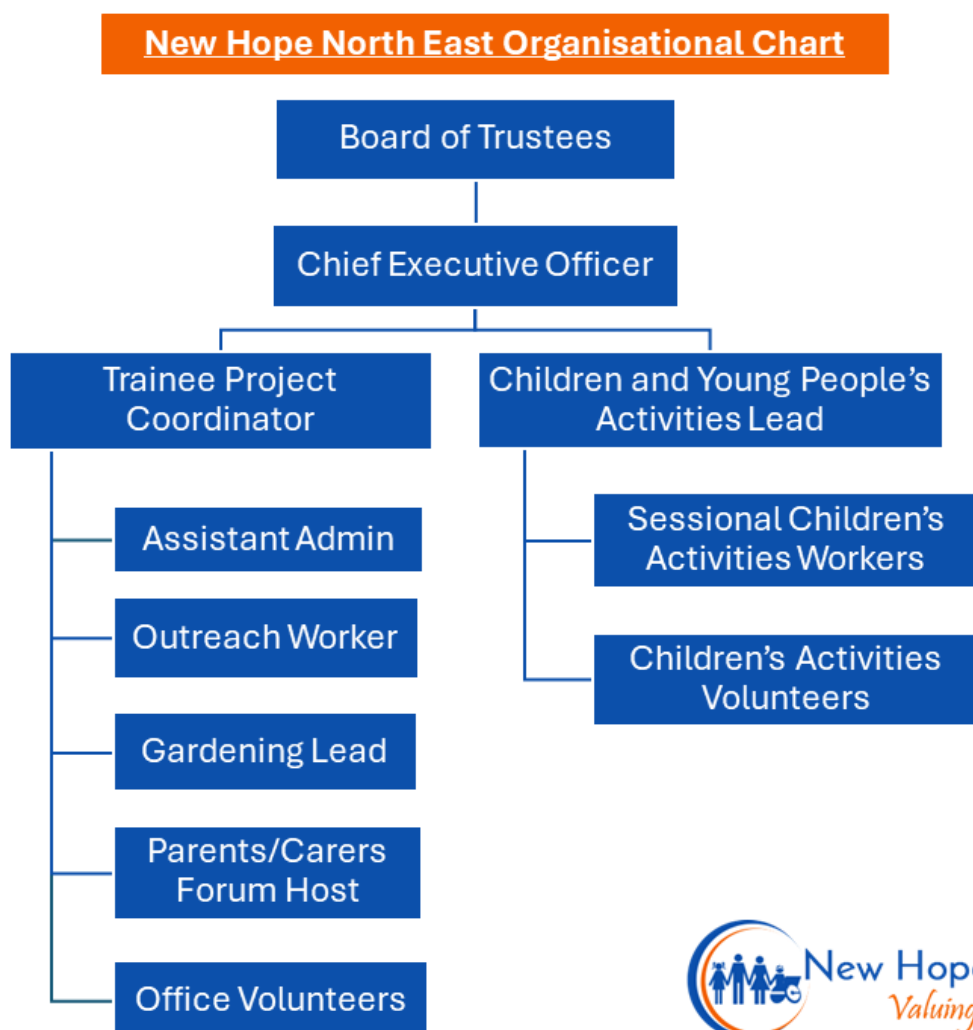 New Hope North East Organisational Chart
Board of Trustees
Chief Executive Officer
Trainee Project
Coordinator
Children and Young People’s
Activities Lead
Assistant Admin
Outreach Worker
Gardening Lead
Parents/Carers
Forum Host
Office Volunteers
Sessional Children’s
Activities Workers
Children’s Activities
Volunteers
New Hope
Valuing